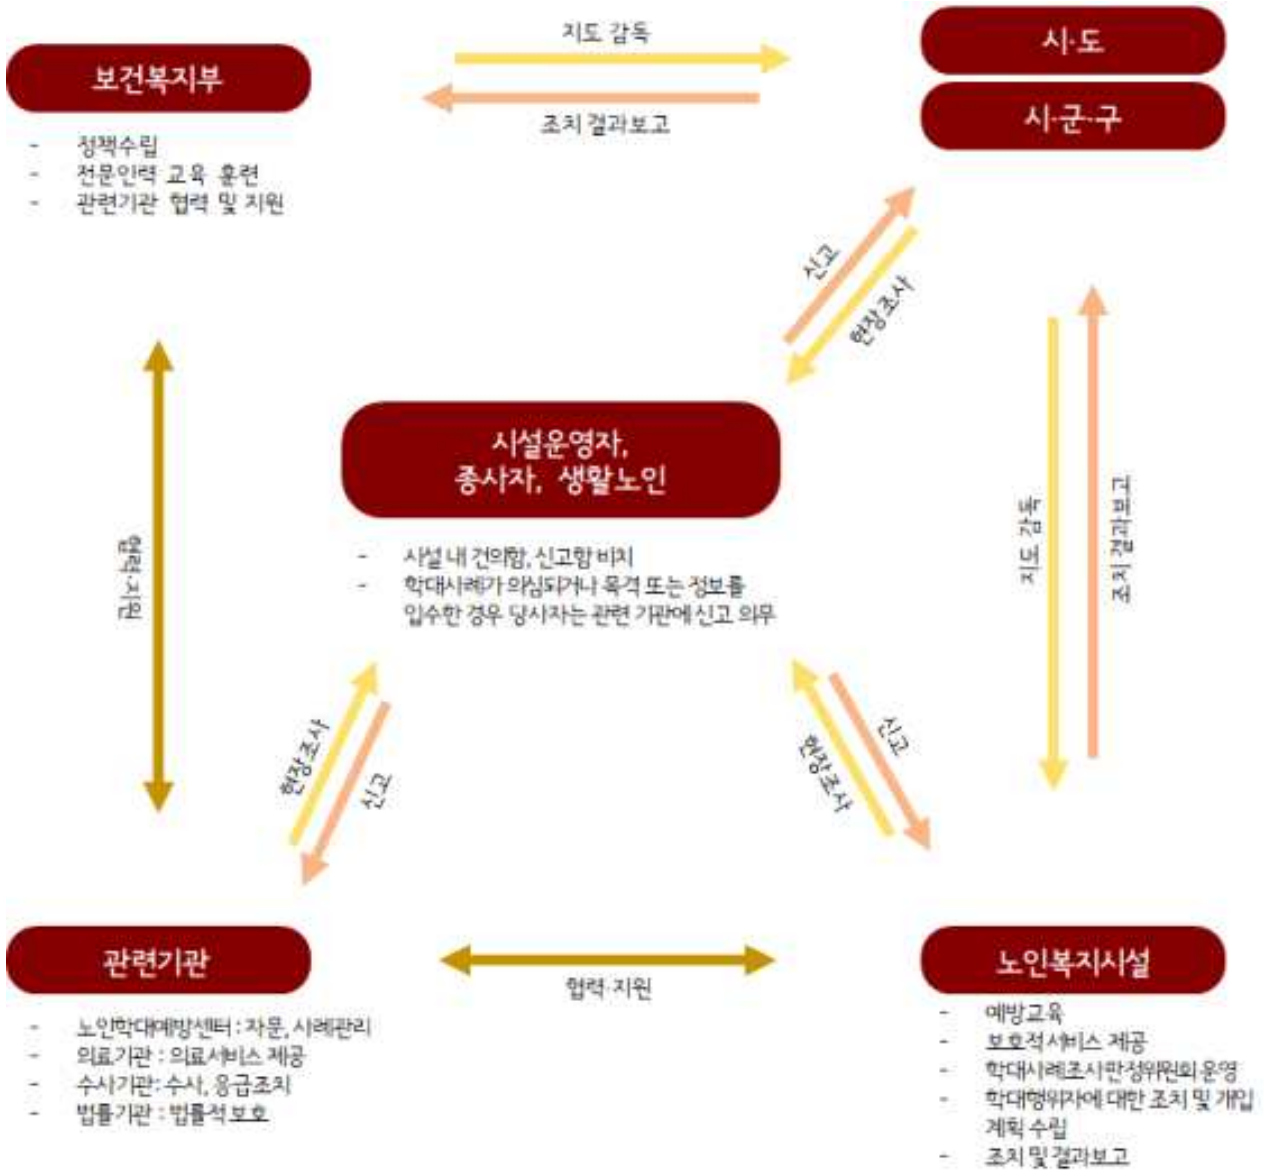 지도 감독
시·도
보건복지부
시·군·구
조치 결과보고
- 정책수립
- 전문인력 교육 훈련
- 관련기관 협력 및 지원
신고
현장조사
시설운영자,
종사자, 생활노인
- 시설 내 건의함, 신고함 비치
- 학대사례가 의심되거나 목격 또는 정보를
입수한 경우 당사자는 관련 기관에 신고 의무
협력·지원
지도 감독
조치 결과보고
현장조사
신고
현장조사
신고
관련기관
협력·지원
노인복지시설
- 노인학대예방센터 : 자문, 사례관리
- 의료기관 : 의료서비스 제공
- 수사기관: 수사, 응급조치
- 법률기관 : 법률적 보호
- 예방교육
- 보호적서비스 제공
- 학대사례조사판정위원회 운영
- 학대행위자에 대한 조치 및 개입
계획 수립
- 조치 및 결과보고